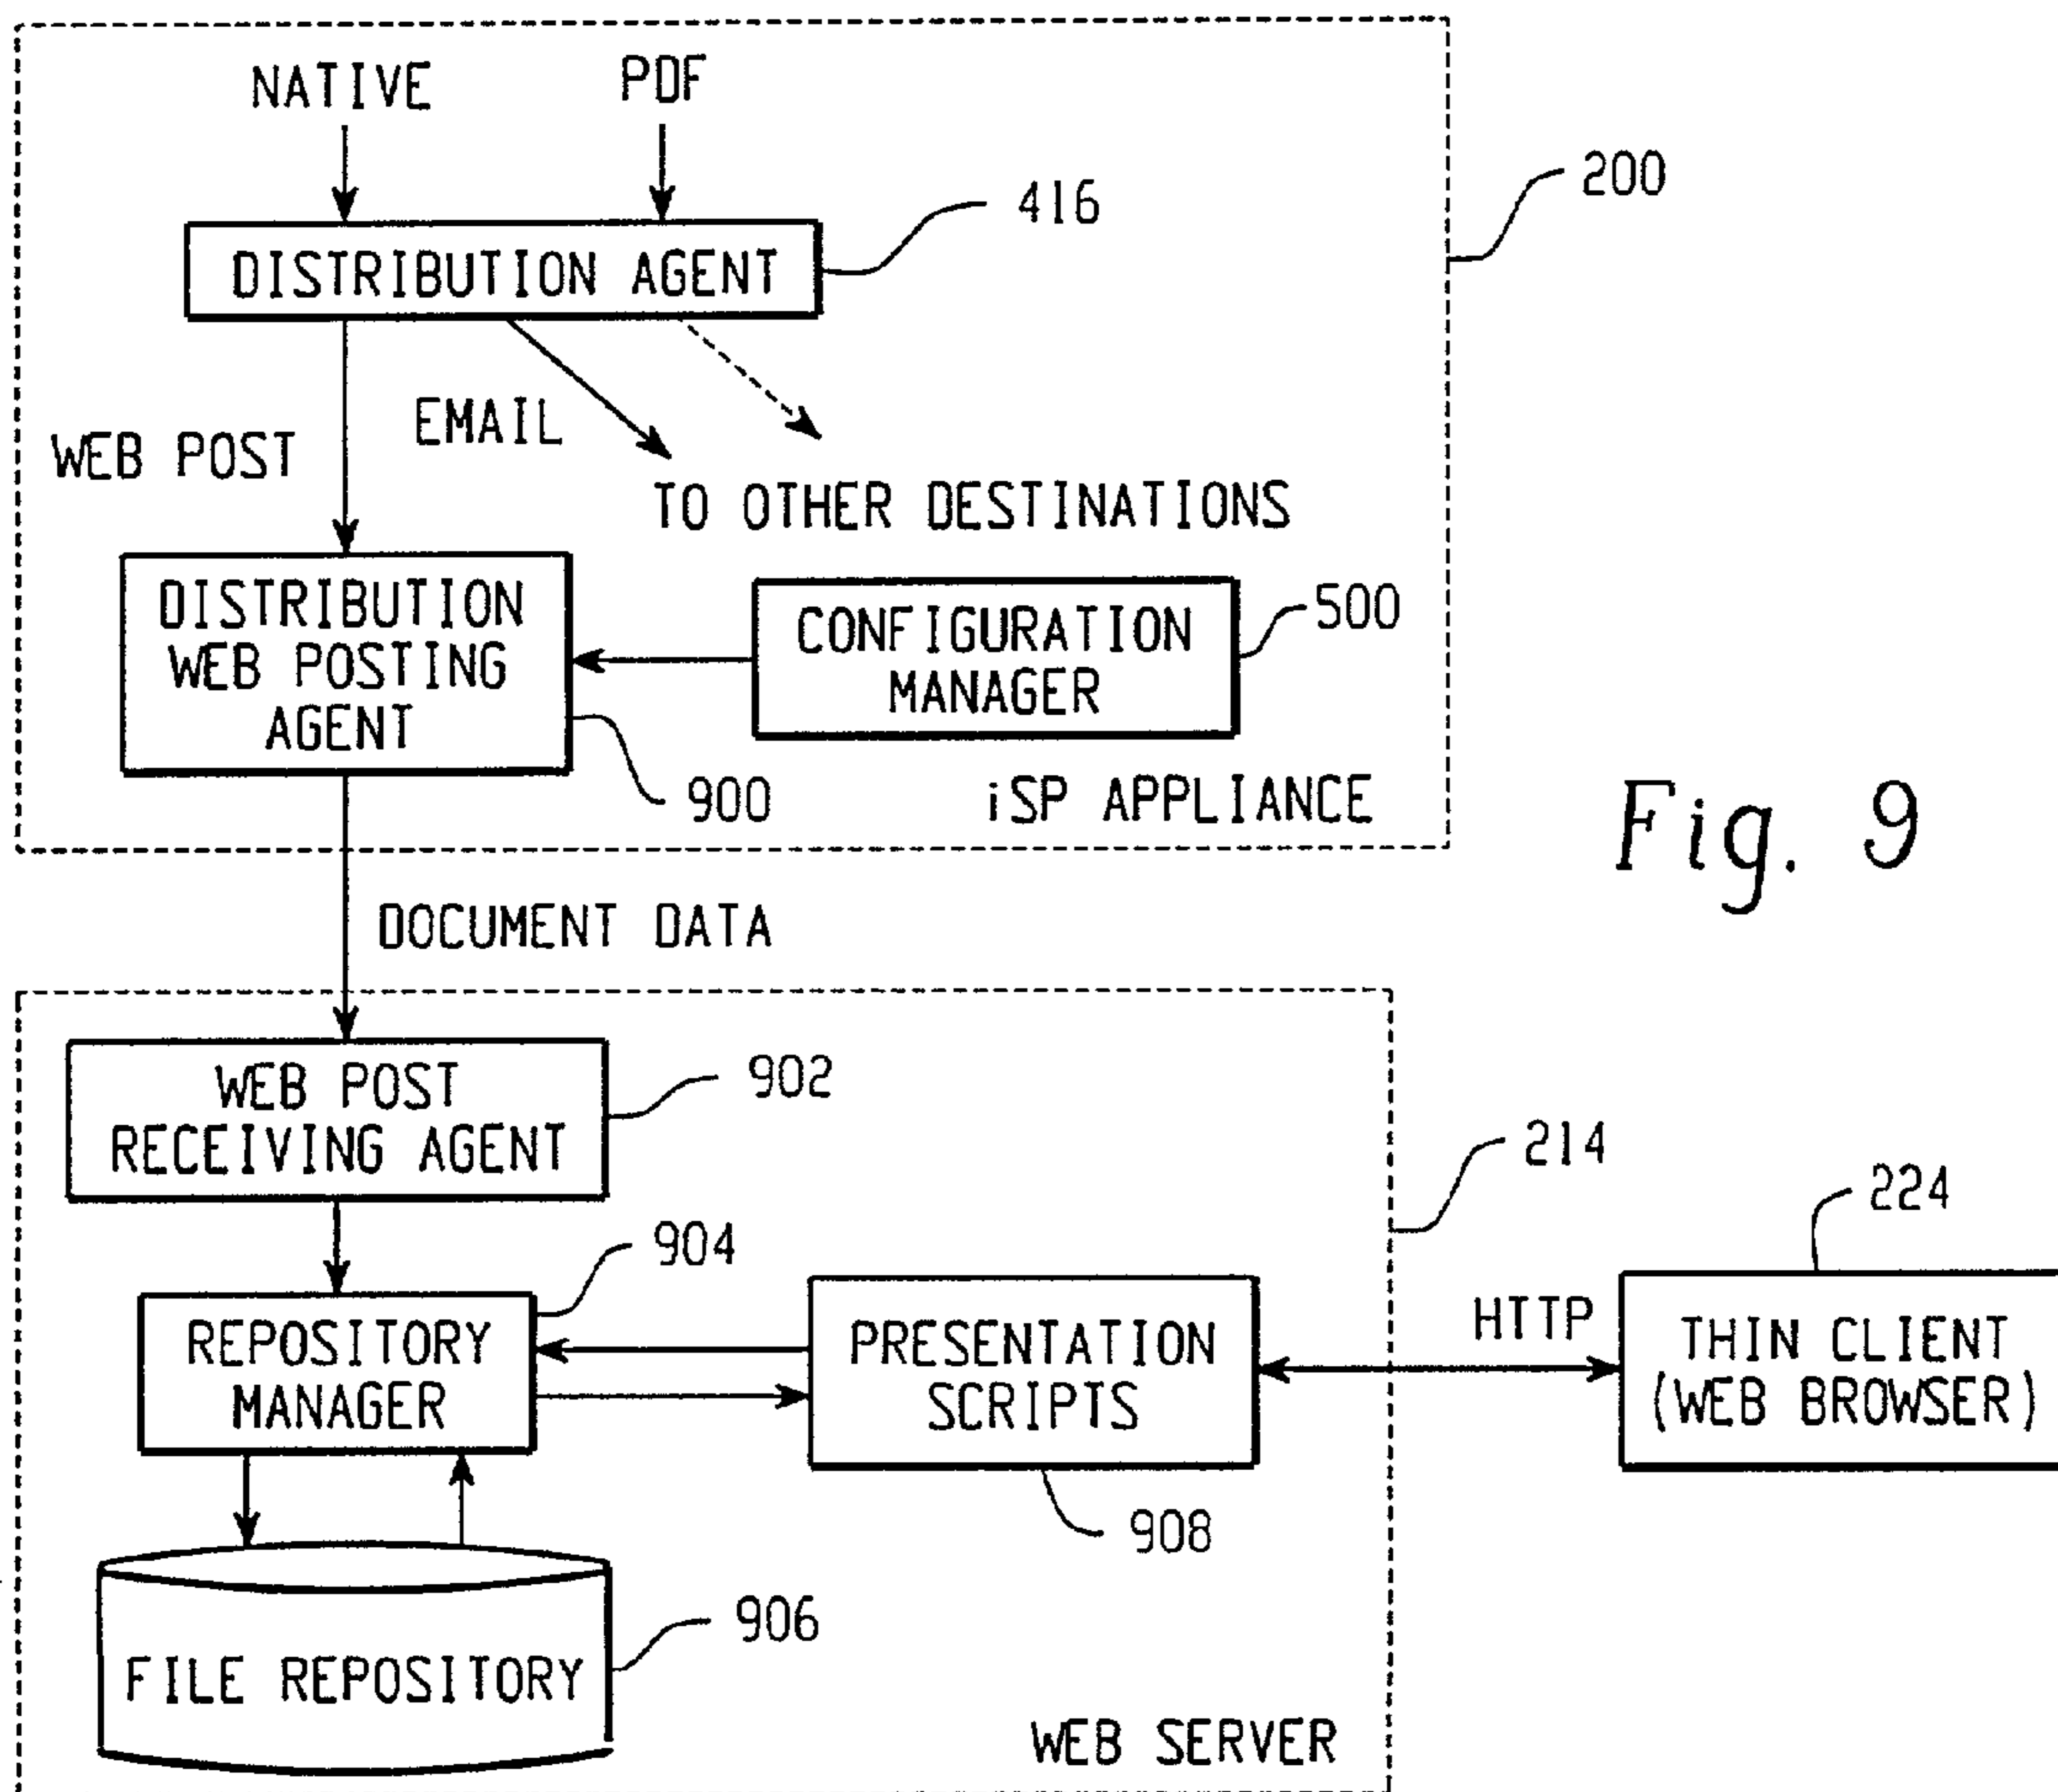 NATIVE
PDF
200
416
DISTRIBUTION AGENT
WEB POST
EMAIL
TO OTHER DESTINATIONS
DISTRIBUTION
WEB POSTING
AGENT
CONFIGURATION
MANAGER
500
900
iSP APPLIANCE
Fig. 9
DOCUMENT DATA
WEB POST
RECEIVING AGENT
902
214
224
904
REPOSITORY
MANAGER
PRESENTATION
SCRIPTS
HTTP
THIN CLIENT
(WEB BROWSER)
908
906
FILE REPOSITORY
WEB SERVER